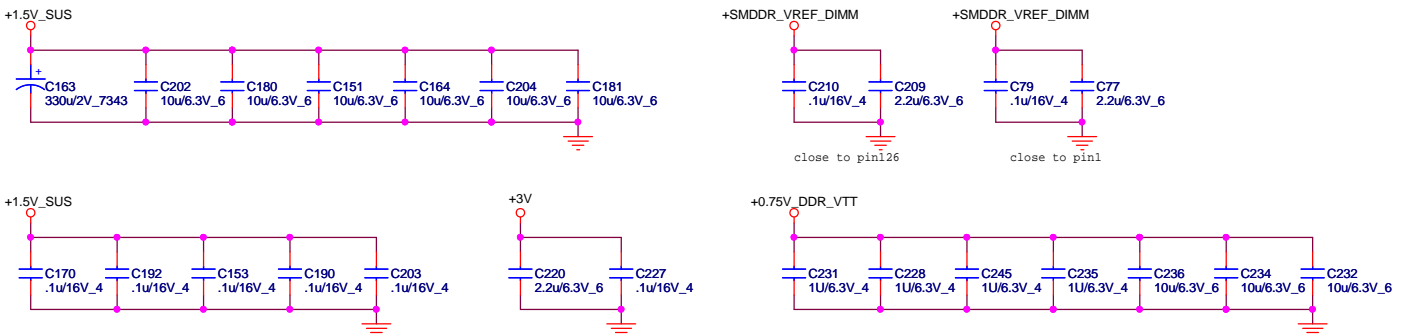 +1.5V_SUS
+
C163
330u/2V_7343
C202
10u/6.3V_6
C180
10u/6.3V_6
C151
10u/6.3V_6
C164
10u/6.3V_6
C204
10u/6.3V_6
C181
10u/6.3V_6
+SMDDR_VREF_DIMM
C210
.1u/16V_4
C209
2.2u/6.3V_6
close to pin126
+SMDDR_VREF_DIMM
C79
.1u/16V_4
C77
2.2u/6.3V_6
close to pin1
+1.5V_SUS
C170
.1u/16V_4
C192
.1u/16V_4
C153
.1u/16V_4
C190
.1u/16V_4
C203
.1u/16V_4
+3V
C220
2.2u/6.3V_6
C227
.1u/16V_4
+0.75V_DDR_VTT
C231
1U/6.3V_4
C228
1U/6.3V_4
C245
1U/6.3V_4
C235
1U/6.3V_4
C236
10u/6.3V_6
C234
10u/6.3V_6
C232
10u/6.3V_6